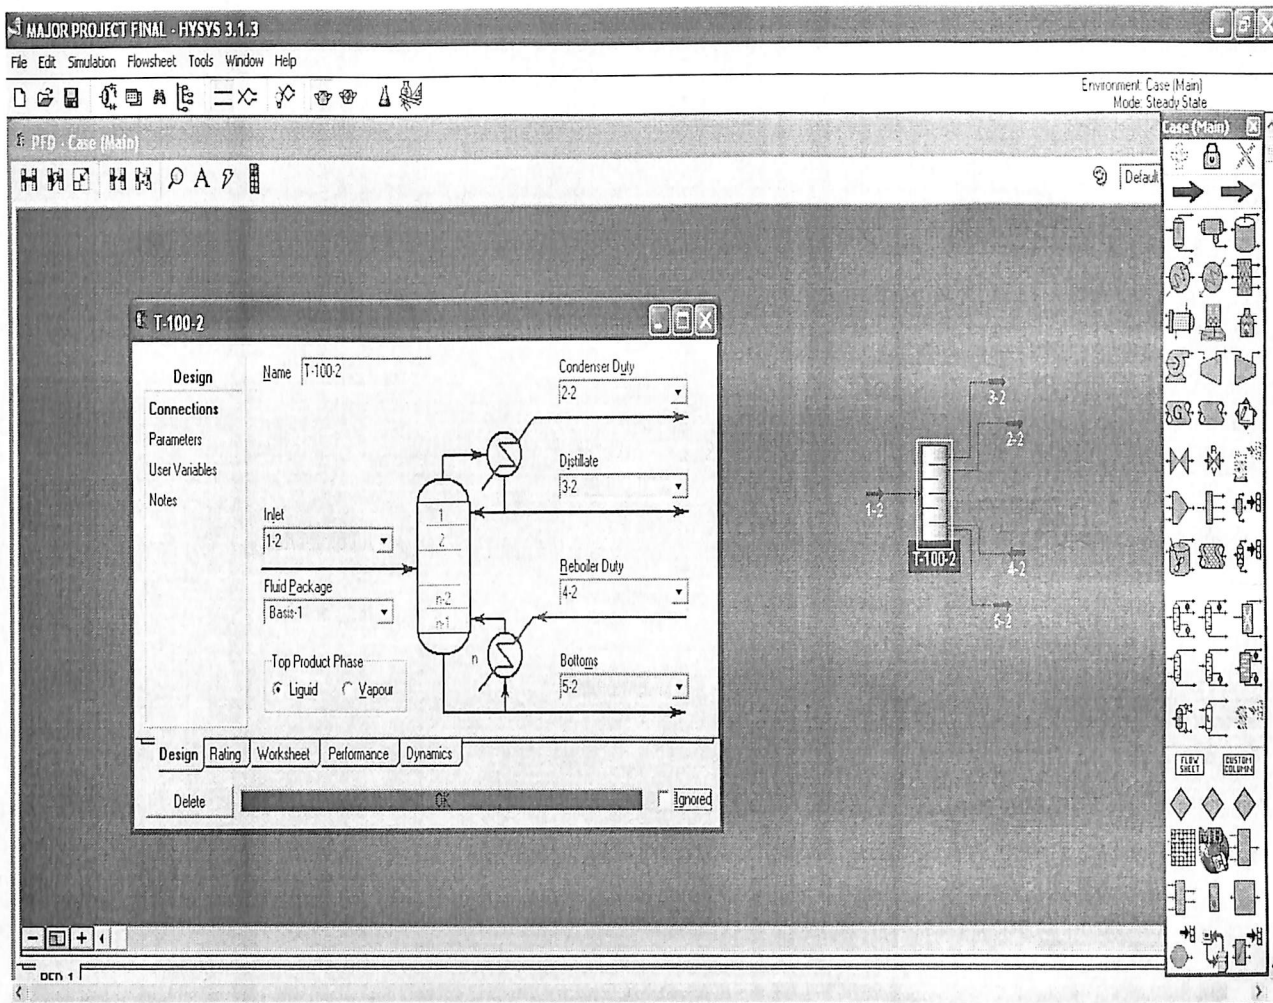 MAJOR PROJECT FINAL - HYSYS 3.1.3
File Edit Simulation Flowsheet Tools Window Help
Environment: Case (Main)
Mode: Steady State
PFD - Case (Main)
Case (Main)
Default
T-100-2
Design
Connections
Parameters
User Variables
Notes
Name T-100-2
Condenser Duty
2-2
Distillate
3-2
Inlet
1-2
Fluid Package
Basis-1
Reboiler Duty
4-2
Bottoms
5-2
Top Product Phase
Liquid Vapour
1
2
n-2
n-1
n
Design Rating Worksheet Performance Dynamics
Delete OK Ignored
3-2
2-2
1-2
T-100-2
4-2
5-2
G
FLOW SHEET
CUSTOM COLUMN
PFD 1